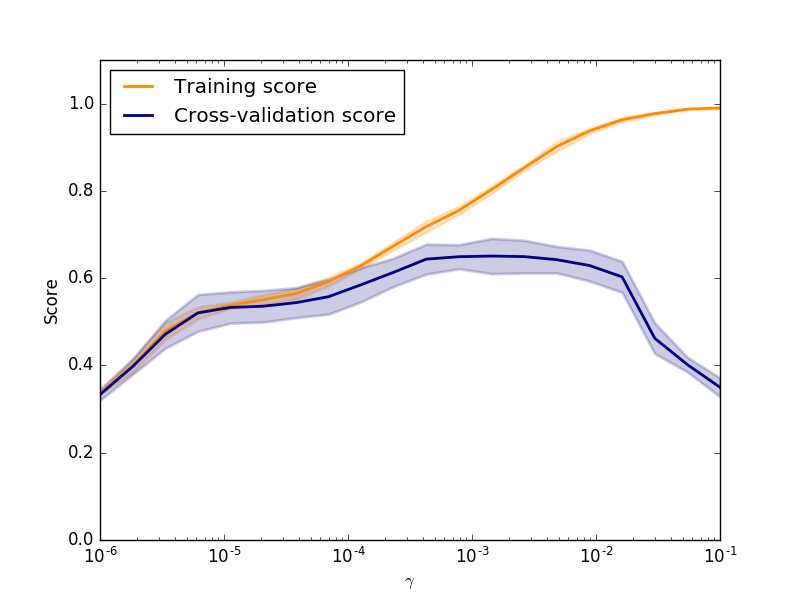 Training score
Cross-validation score
1.0
0.8
0.6
0.4
0.2
0.0
Score
10⁻⁶ 10⁻⁵ 10⁻⁴ 10⁻³ 10⁻² 10⁻¹
γ